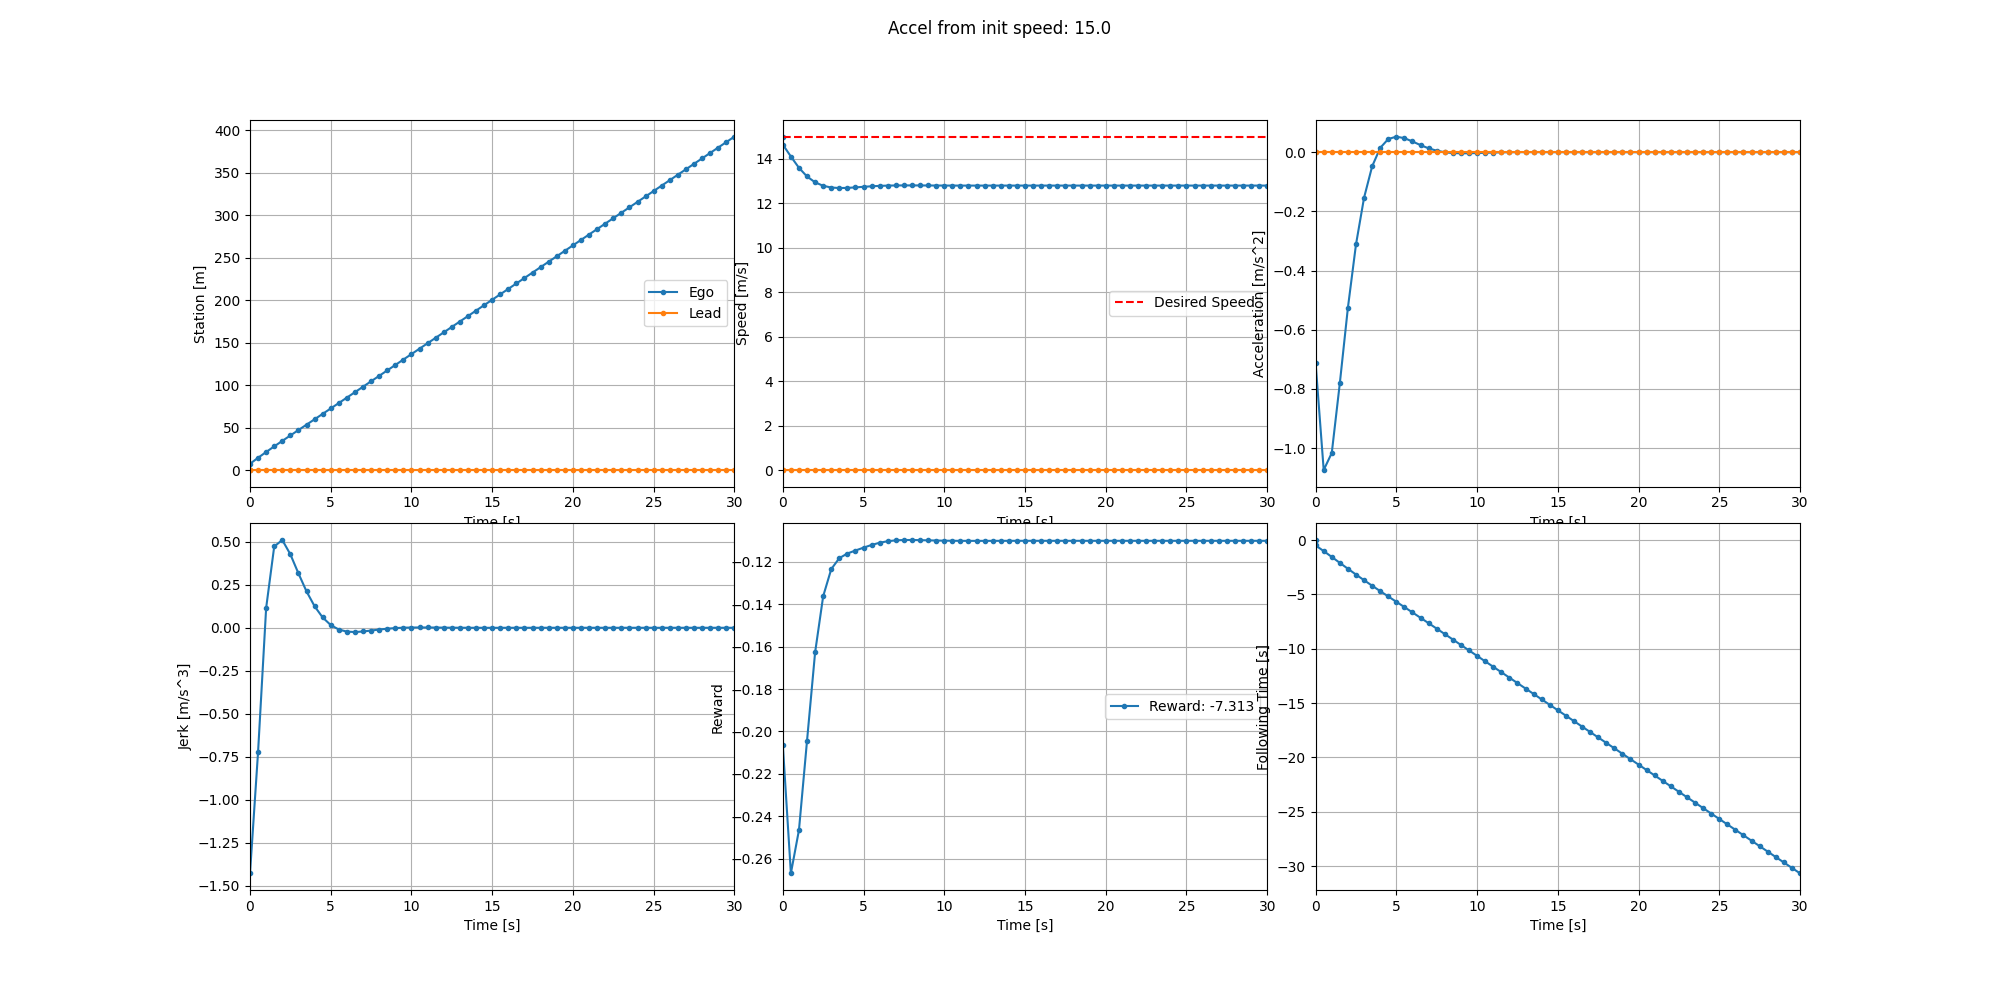 Accel from init speed: 15.0
400
350
300
250
200
150
100
50
0
Station [m]
Ego
Lead
0 5 10 15 20 25 30
Time [s]
14
12
10
8
6
4
2
0
Speed [m/s]
Desired Speed
0 5 10 15 20 25 30
Time [s]
0.0
−0.2
−0.4
−0.6
−0.8
−1.0
Acceleration [m/s^2]
0 5 10 15 20 25 30
Time [s]
0.50
0.25
0.00
−0.25
−0.50
−0.75
−1.00
−1.25
−1.50
Jerk [m/s^3]
0 5 10 15 20 25 30
Time [s]
−0.12
−0.14
−0.16
−0.18
−0.20
−0.22
−0.24
−0.26
Reward
Reward: -7.313
0 5 10 15 20 25 30
Time [s]
0
−5
−10
−15
−20
−25
−30
Following Time [s]
0 5 10 15 20 25 30
Time [s]